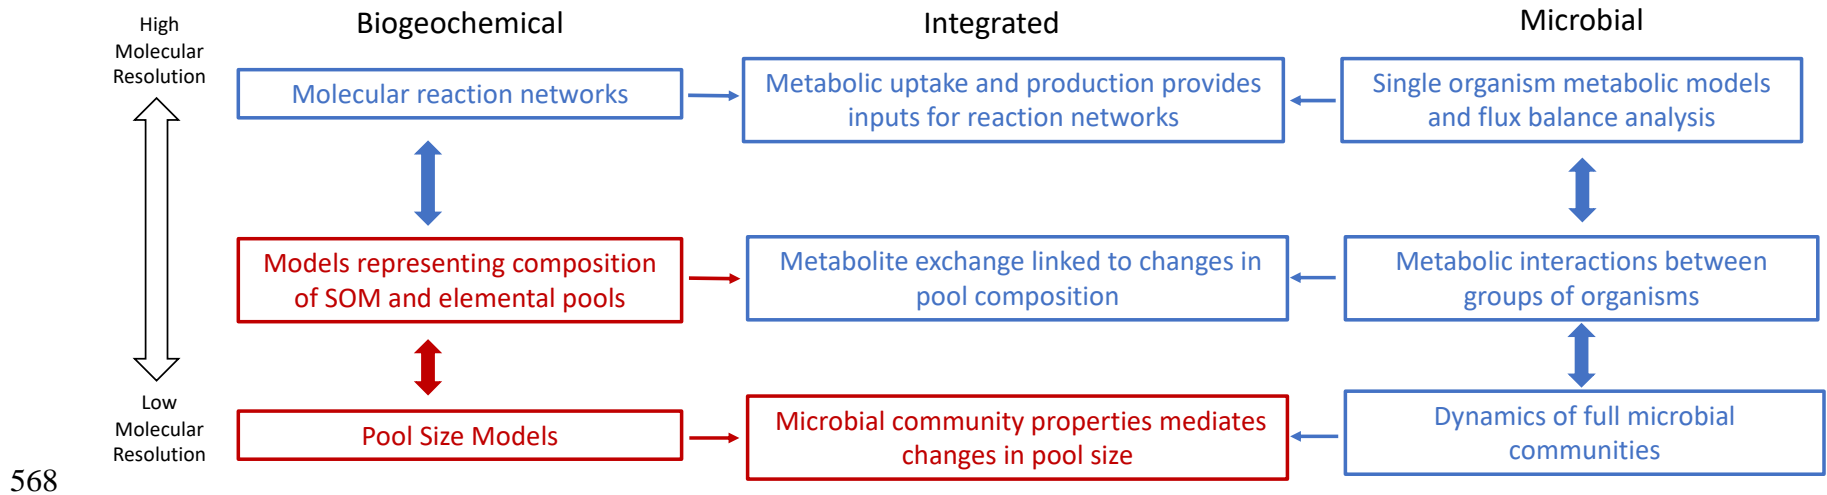 High
Molecular
Resolution
Biogeochemical
Integrated
Microbial
Molecular reaction networks
Metabolic uptake and production provides
inputs for reaction networks
Single organism metabolic models
and flux balance analysis
Models representing composition
of SOM and elemental pools
Metabolite exchange linked to changes in
pool composition
Metabolic interactions between
groups of organisms
Low
Molecular
Resolution
Pool Size Models
Microbial community properties mediates
changes in pool size
Dynamics of full microbial
communities
568